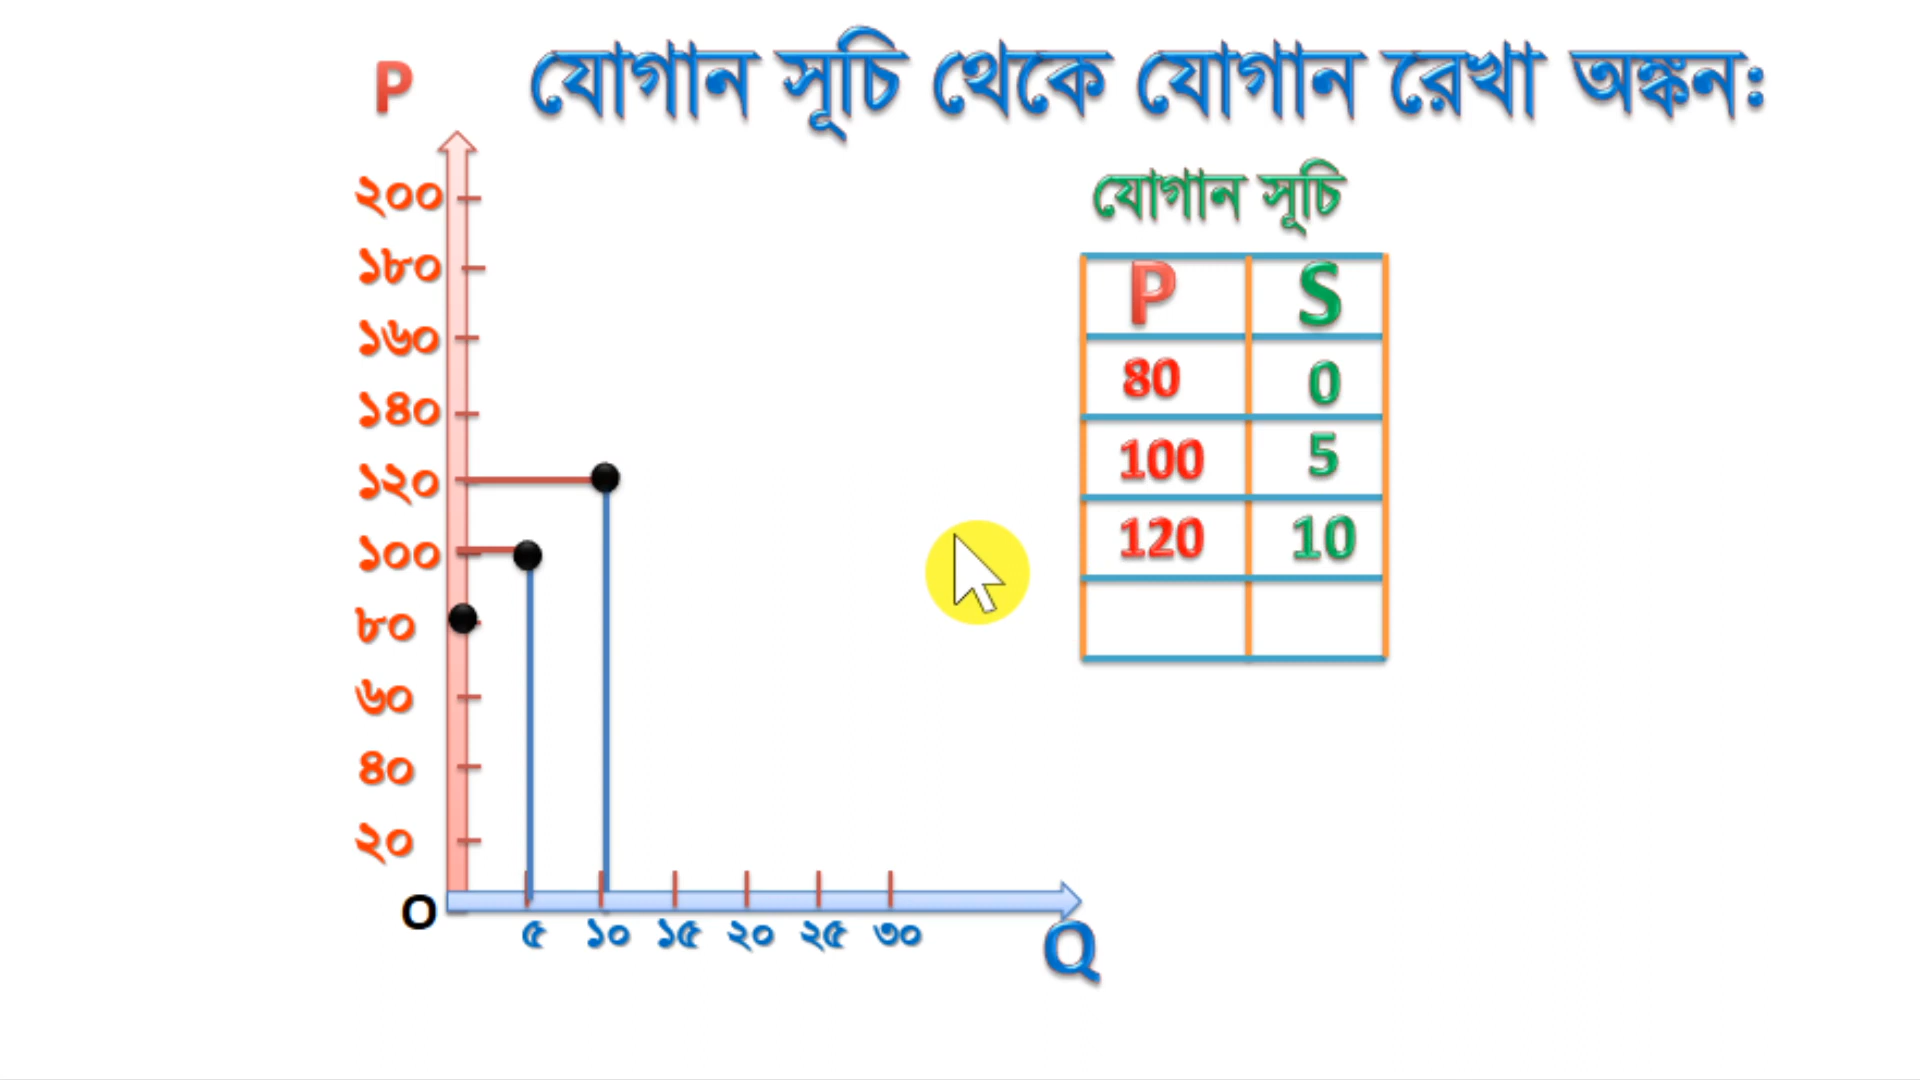 যোগান সূচি থেকে যোগান রেখা অঙ্কন:
P
২০০
১৮০
১৬০
১৪০
১২০
১০০
৮০
৬০
৪০
২০
O
৫ ১০ ১৫ ২০ ২৫ ৩০
Q
যোগান সূচি
P S
80 0
100 5
120 10